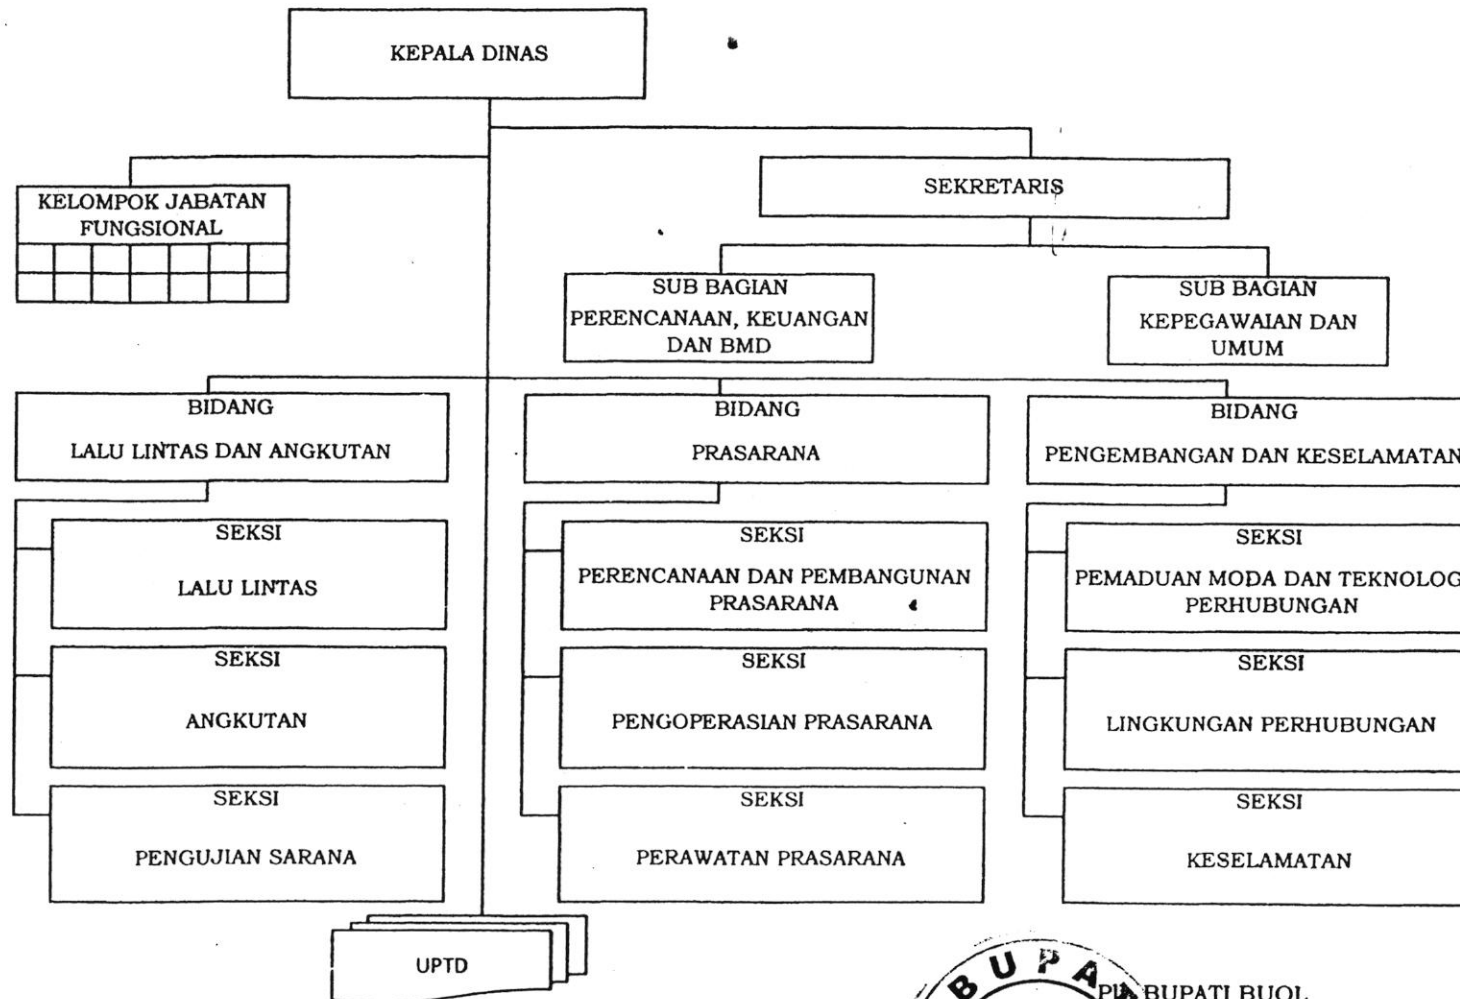 KEPALA DINAS
KELOMPOK JABATAN
FUNGSIONAL
SEKRETARIS
SUB BAGIAN
PERENCANAAN, KEUANGAN
DAN BMD
SUB BAGIAN
KEPEGAWAIAN DAN
UMUM
BIDANG
LALU LINTAS DAN ANGKUTAN
BIDANG
PRASARANA
BIDANG
PENGEMBANGAN DAN KESELAMATAN
SEKSI
LALU LINTAS
SEKSI
PERENCANAAN DAN PEMBANGUNAN
PRASARANA
SEKSI
PEMADUAN MODA DAN TEKNOLOG
PERHUBUNGAN
SEKSI
ANGKUTAN
SEKSI
PENGOPERASIAN PRASARANA
SEKSI
LINGKUNGAN PERHUBUNGAN
SEKSI
PENGUJIAN SARANA
SEKSI
PERAWATAN PRASARANA
SEKSI
KESELAMATAN
UPTD
BUPAT
BUPATI BUOL